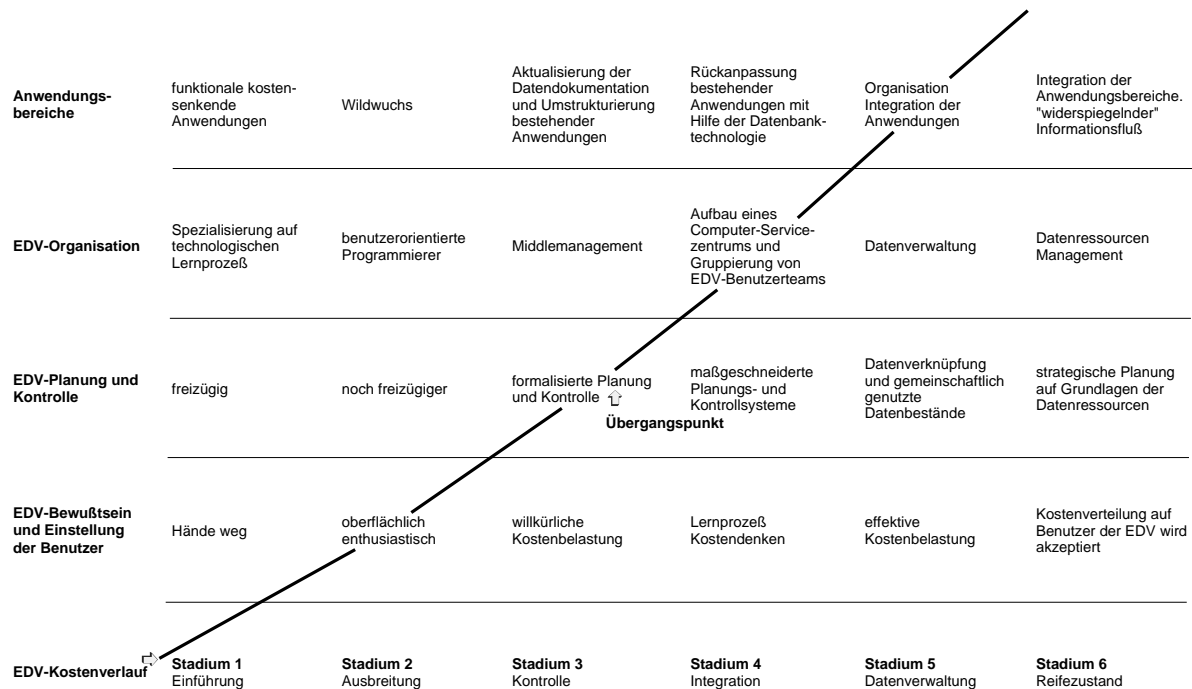 Anwendungs-
bereiche
funktionale kosten-
senkende
Anwendungen
Wildwuchs
Aktualisierung der
Datendokumentation
und Umstrukturierung
bestehender
Anwendungen
Rückanpassung
bestehender
Anwendungen mit
Hilfe der Datenbank-
technologie
Organisation
Integration der
Anwendungen
Integration der
Anwendungsbereiche.
"widerspiegelnder"
Informationsfluß
EDV-Organisation
Spezialisierung auf
technologischen
Lernprozeß
benutzerorientierte
Programmierer
Middlemanagement
Aufbau eines
Computer-Service-
zentrums und
Gruppierung von
EDV-Benutzerteams
Datenverwaltung
Datenressourcen
Management
EDV-Planung und
Kontrolle
freizügig
noch freizügiger
formalisierte Planung
und Kontrolle
Übergangspunkt
maßgeschneiderte
Planungs- und
Kontrollsysteme
Datenverknüpfung
und gemeinschaftlich
genutzte
Datenbestände
strategische Planung
auf Grundlagen der
Datenressourcen
EDV-Bewußtsein
und Einstellung
der Benutzer
Hände weg
oberflächlich
enthusiastisch
willkürliche
Kostenbelastung
Lernprozeß
Kostendenken
effektive
Kostenbelastung
Kostenverteilung auf
Benutzer der EDV wird
akzeptiert
EDV-Kostenverlauf
Stadium 1
Einführung
Stadium 2
Ausbreitung
Stadium 3
Kontrolle
Stadium 4
Integration
Stadium 5
Datenverwaltung
Stadium 6
Reifezustand